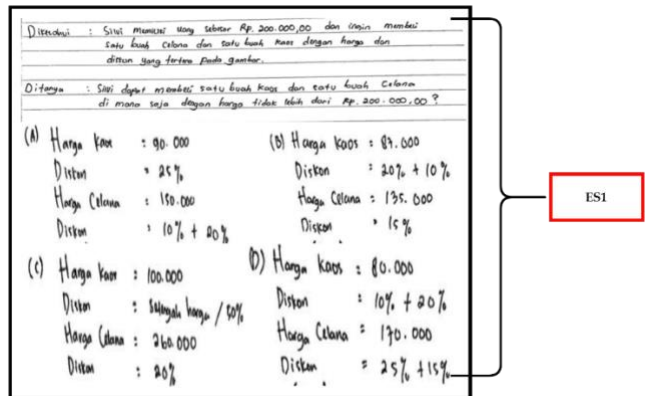 Diketahui : Siwi memiliki uang sebesar Rp. 200.000,00 dan ingin membeli
satu buah Celana dan satu buah Kaos dengan harga dan
diskon yang tertera pada gambar.
Ditanya : Siwi dapat membeli satu buah Kaos dan satu buah Celana
di mana saja dengan harga tidak lebih dari Rp. 200.000,00 ?
(A) Harga Kaos : 90.000
Diskon : 25%
Harga Celana : 150.000
Diskon : 10% + 20%
(B) Harga Kaos : 87.000
Diskon : 20% + 10%
Harga Celana : 135.000
Diskon : 15%
(C) Harga Kaos : 100.000
Diskon : Setengah harga / 50%
Harga Celana : 260.000
Diskon : 20%
D) Harga Kaos : 80.000
Diskon : 10% + 20%
Harga Celana = 170.000
Diskon = 25% + 15%
ES1